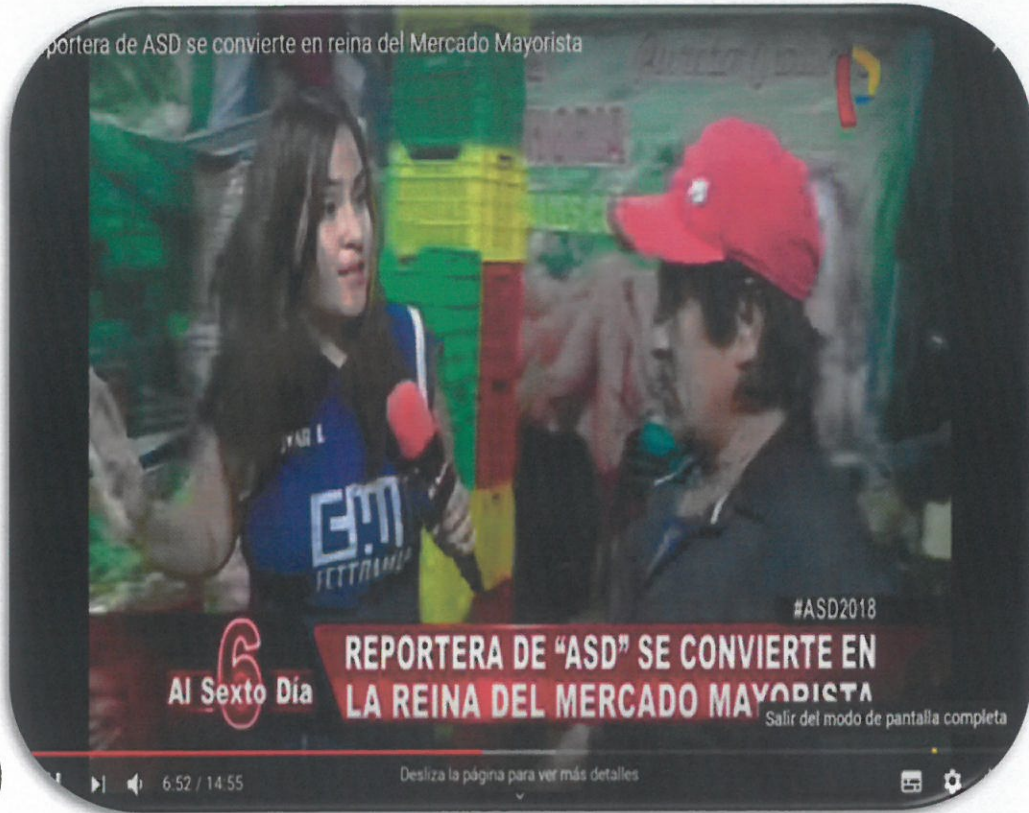 portera de ASD se convierte en reina del Mercado Mayorista
#ASD2018
6
Al Sexto Día
REPORTERA DE “ASD” SE CONVIERTE EN
LA REINA DEL MERCADO MAYORISTA
Salir del modo de pantalla completa
6:52 / 14:55
Desliza la página para ver más detalles